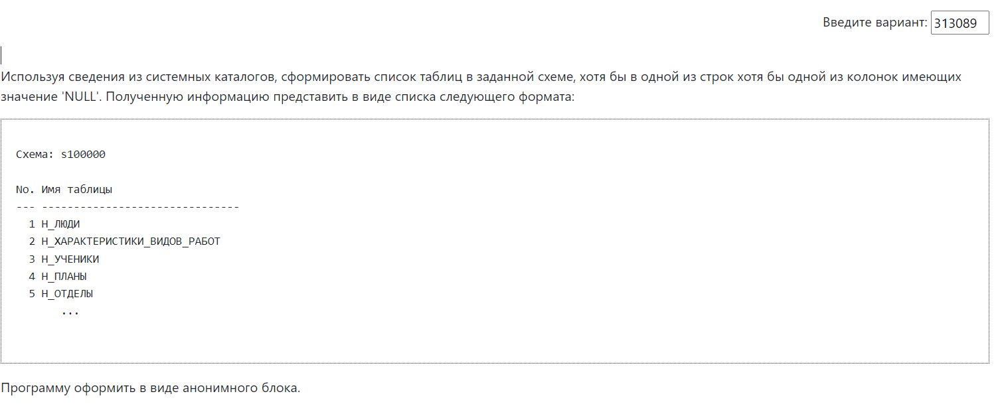 Введите вариант: 313089
Используя сведения из системных каталогов, сформировать список таблиц в заданной схеме, хотя бы в одной из строк хотя бы одной из колонок имеющих
значение 'NULL'. Полученную информацию представить в виде списка следующего формата:
Схема: s100000
No. Имя таблицы
--- -------------------------------
1 Н_ЛЮДИ
2 Н_ХАРАКТЕРИСТИКИ_ВИДОВ_РАБОТ
3 Н_УЧЕНИКИ
4 Н_ПЛАНЫ
5 Н_ОТДЕЛЫ
...
Программу оформить в виде анонимного блока.